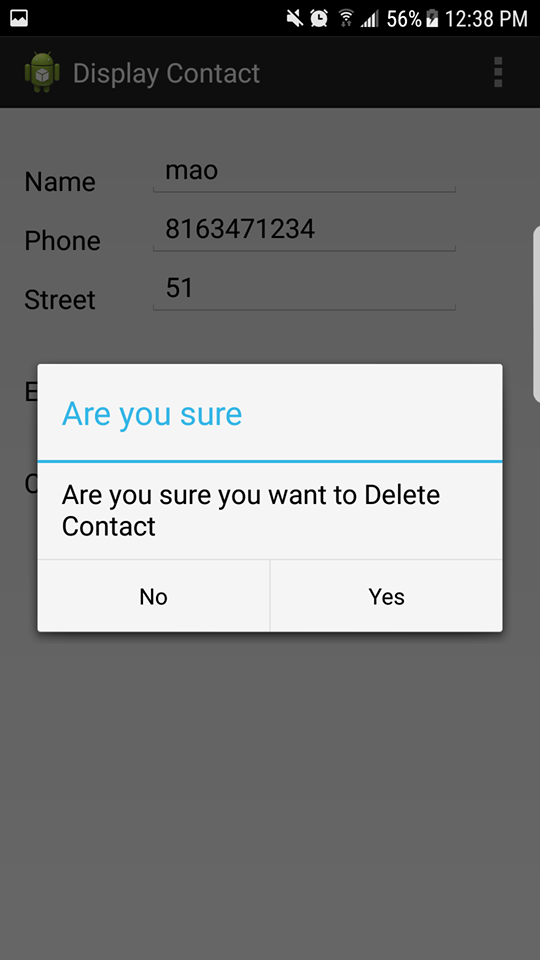 56% 12:38 PM
Display Contact
Name mao
Phone 8163471234
Street 51
E
Are you sure
C
Are you sure you want to Delete
Contact
No Yes